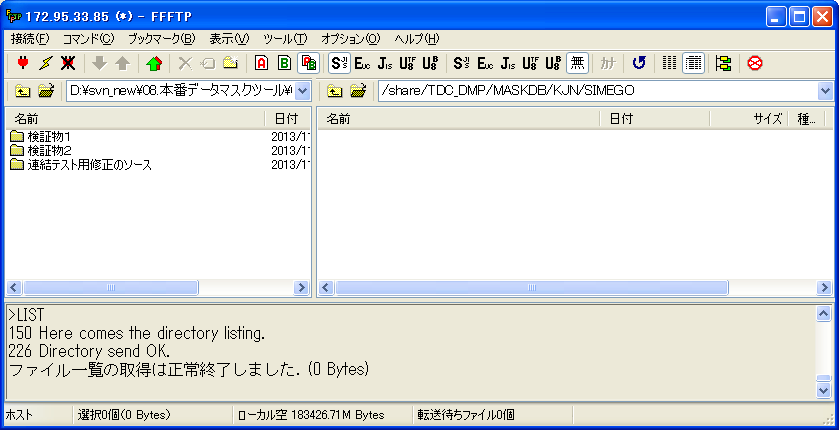 172.95.33.85 (*) - FFFTP
接続(F) コマンド(C) ブックマーク(B) 表示(V) ツール(T) オプション(O) ヘルプ(H)
D:¥svn_new¥08.本番データマスクツール¥
/share/TDC_DMP/MASKDB/KJN/SIMEGO
名前 日付
検証物1 2013/1
検証物2 2013/1
連結テスト用修正のソース 2013/1
名前 日付 サイズ 種...
>LIST
150 Here comes the directory listing.
226 Directory send OK.
ファイル一覧の取得は正常終了しました. (0 Bytes)
ホスト 選択0個(0 Bytes) ローカル空 183426.71M Bytes 転送待ちファイル0個